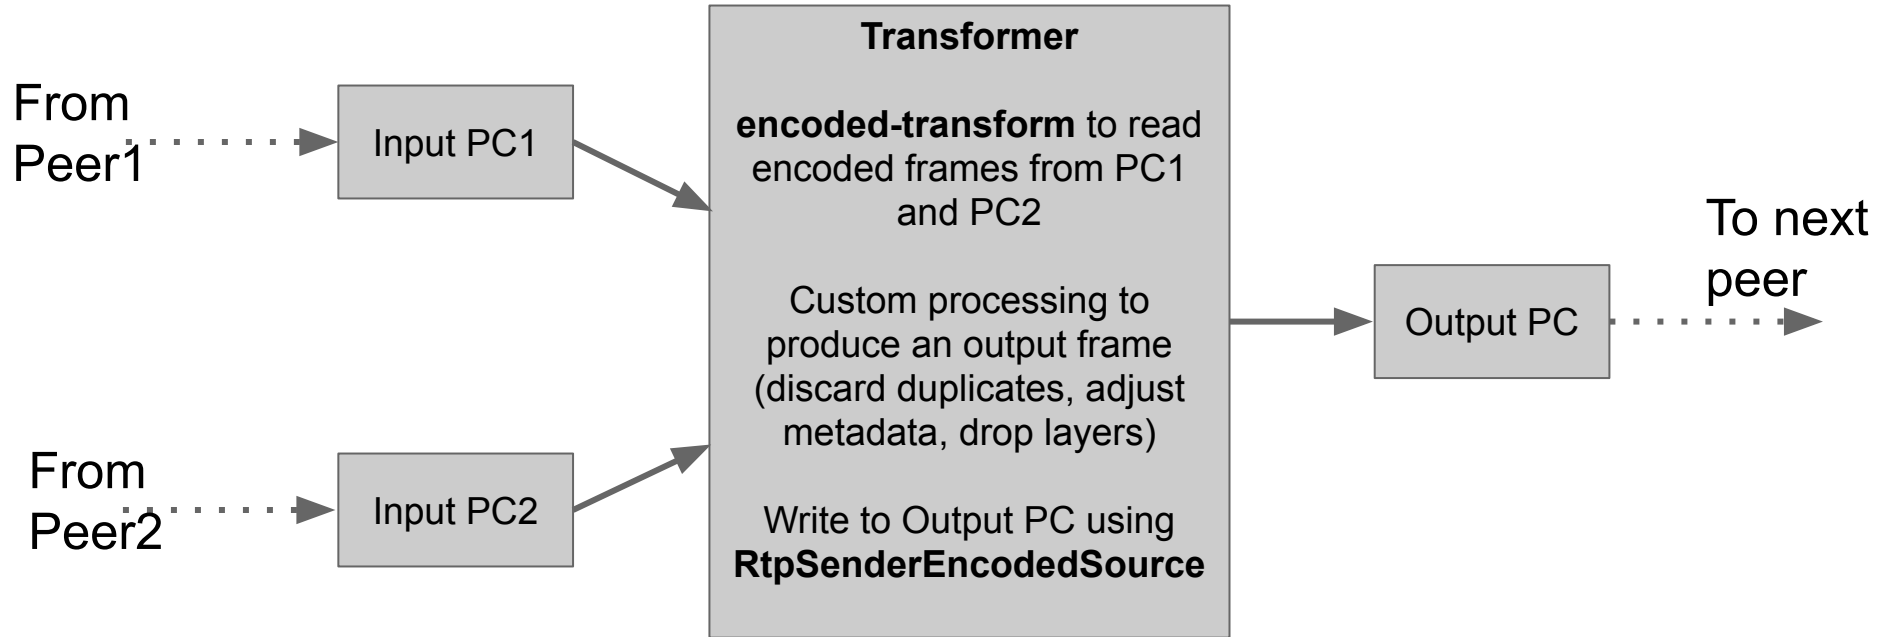 From
Peer1
Input PC1
From
Peer2
Input PC2
Transformer
encoded-transform to read
encoded frames from PC1
and PC2
Custom processing to
produce an output frame
(discard duplicates, adjust
metadata, drop layers)
Write to Output PC using
RtpSenderEncodedSource
Output PC
To next
peer